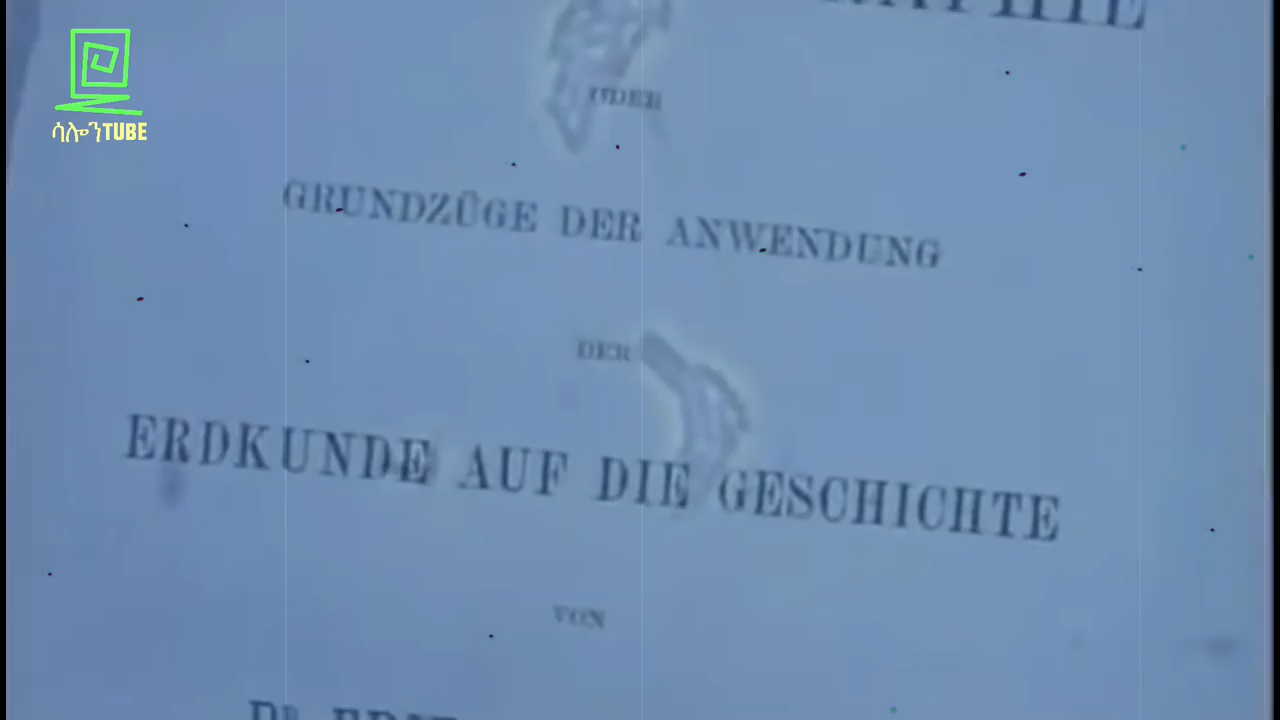 ሳሎንTUBE
ODER
GRUNDZÜGE DER ANWENDUNG
DER
ERDKUNDE AUF DIE GESCHICHTE
VON